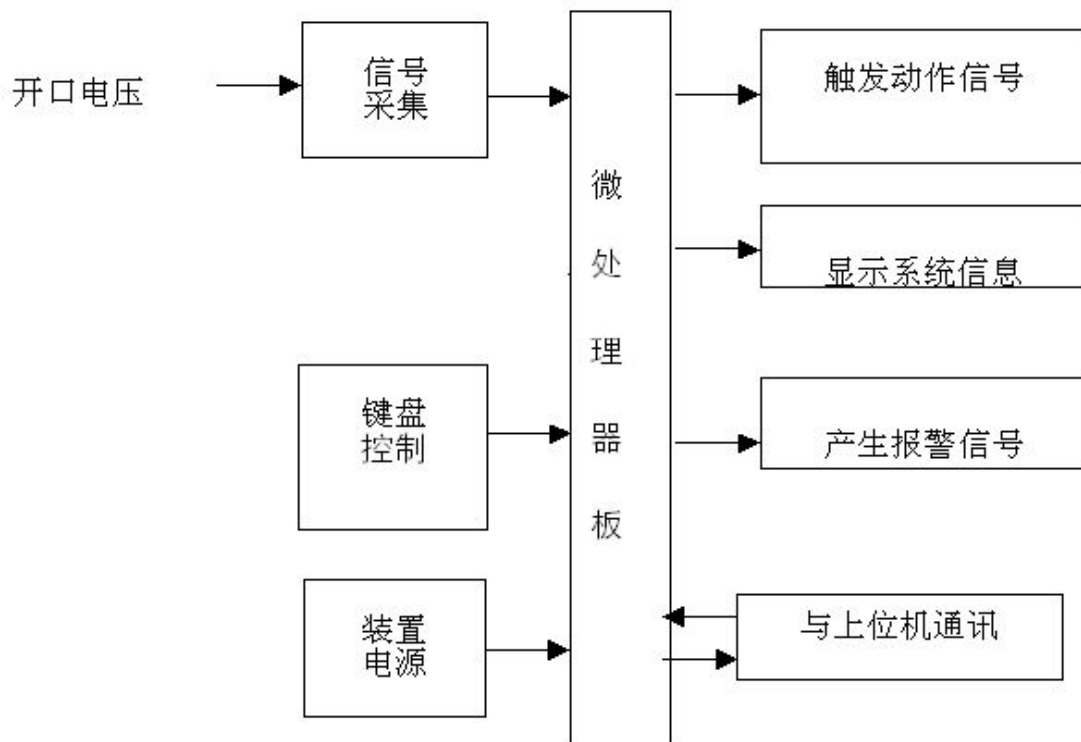 开口电压
信号
采集
触发动作信号
微
处
理
器
板
显示系统信息
键盘
控制
产生报警信号
装置
电源
与上位机通讯